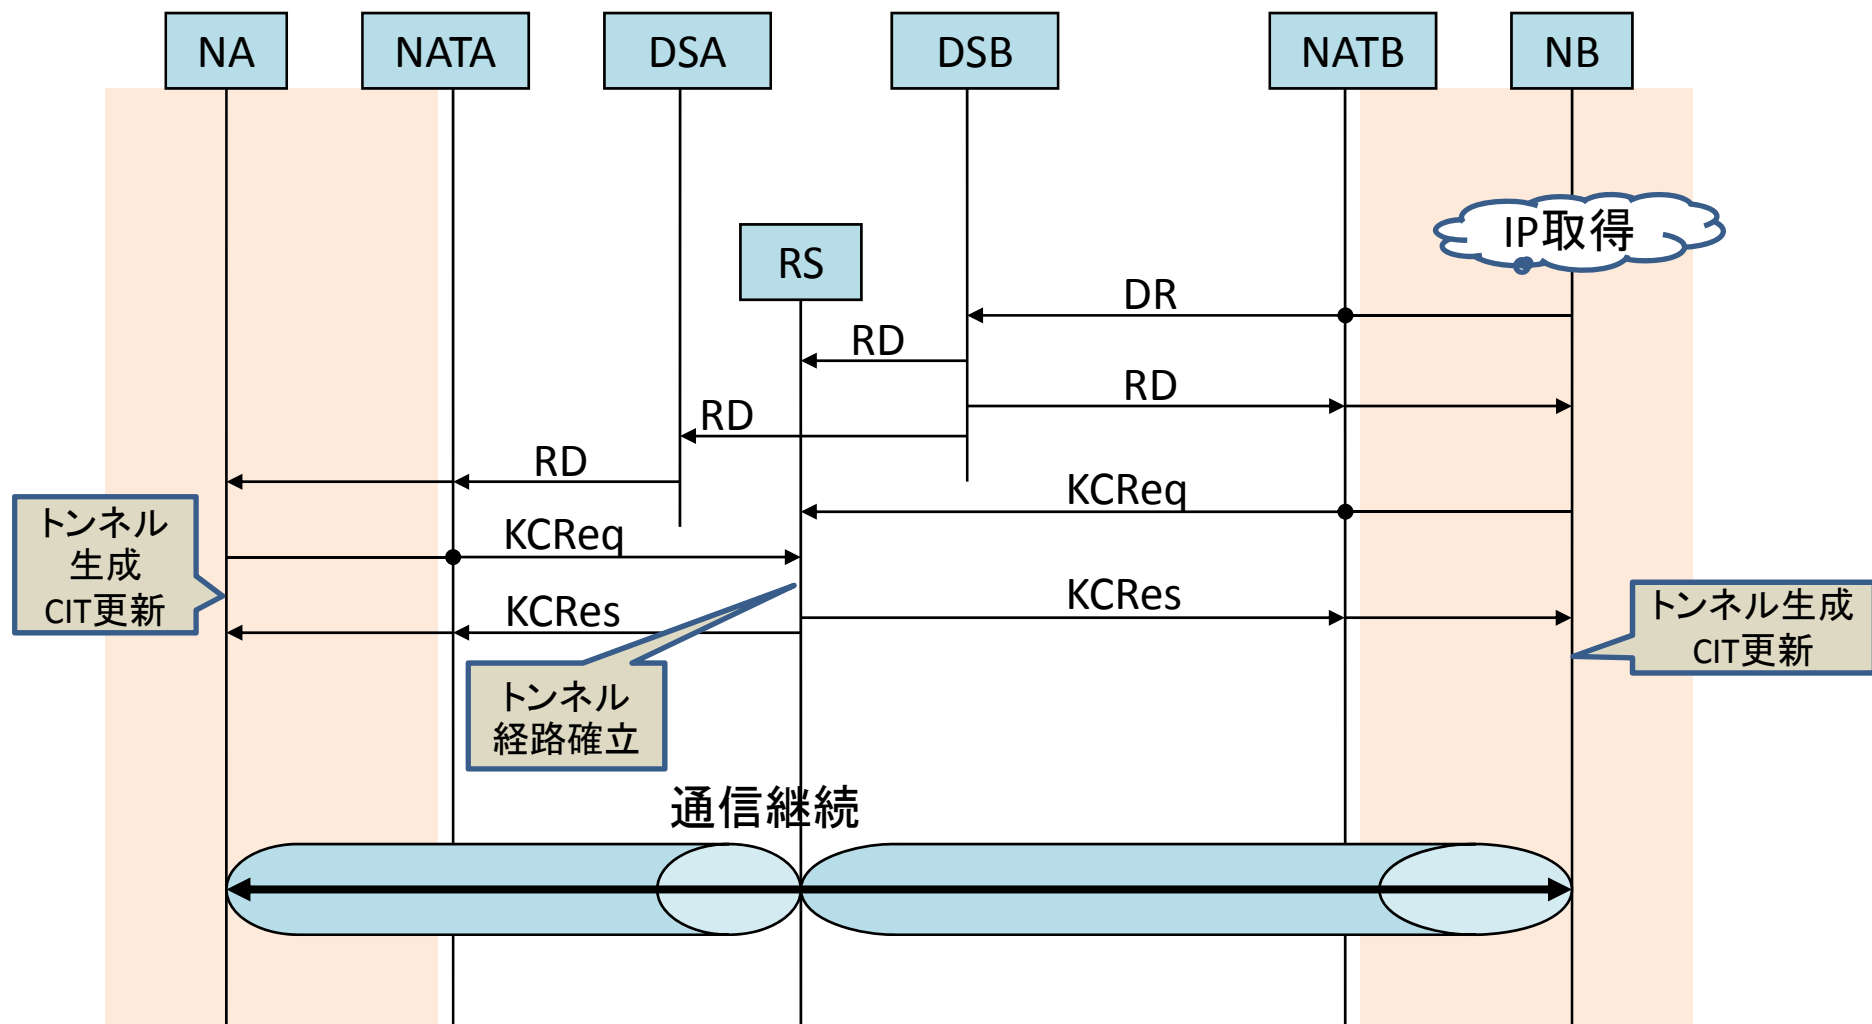 NA
NATA
DSA
DSB
NATB
NB
IP取得
RS
DR
RD
RD
RD
RD
KCReq
KCReq
トンネル
生成
CIT更新
KCRes
KCRes
トンネル生成
CIT更新
トンネル
経路確立
通信継続